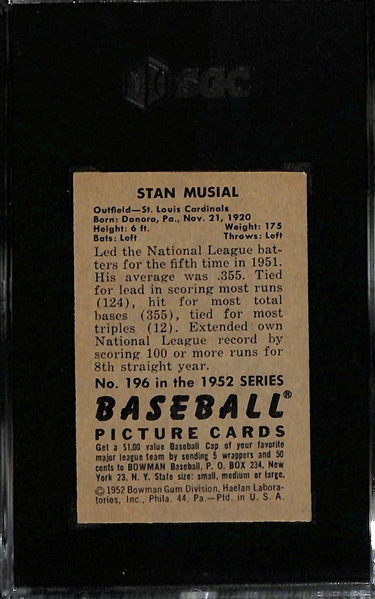 SGC
STAN MUSIAL
Outfield—St. Louis Cardinals
Born: Donora, Pa., Nov. 21, 1920
Height: 6 ft. Weight: 175
Bats: Left Throws: Left
Led the National League bat-
ters for the fifth time in 1951.
His average was .355. Tied
for lead in scoring most runs
(124), hit for most total
bases (355), tied for most
triples (12). Extended own
National League record by
scoring 100 or more runs for
8th straight year.
No. 196 in the 1952 SERIES
BASEBALL®
PICTURE CARDS
Get a $1.00 value Baseball Cap of your favorite
major league team by sending 5 wrappers and 50
cents to BOWMAN Baseball, P. O. BOX 234, New
York 23, N. Y. State size: small, medium or large.
©1952 Bowman Gum Division, Haelan Labora-
tories, Inc., Phila. 44, Pa.—Ptd. in U. S. A.